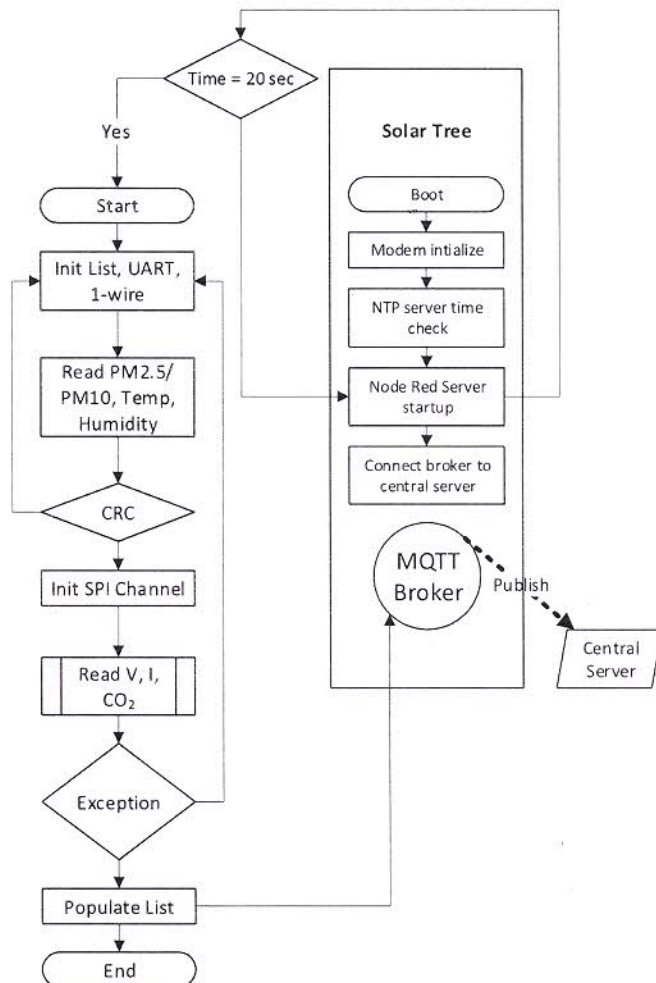 Time = 20 sec
Yes
Start
Init List, UART,
1-wire
Read PM2.5/
PM10, Temp,
Humidity
CRC
Init SPI Channel
Read V, I,
CO₂
Exception
Populate List
End
Solar Tree
Boot
Modem intialize
NTP server time
check
Node Red Server
startup
Connect broker to
central server
MQTT
Broker
Publish
Central
Server